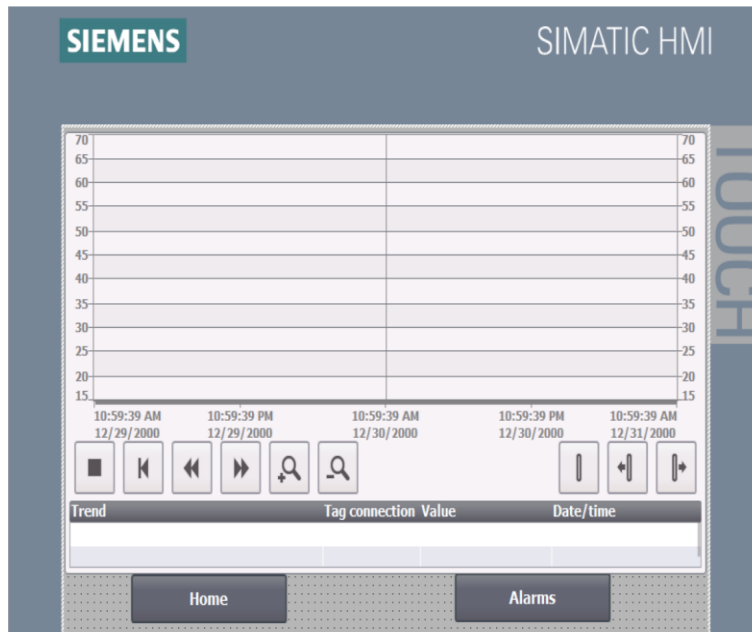 SIEMENS
SIMATIC HMI
TOUCH
70 70
65 65
60 60
55 55
50 50
45 45
40 40
35 35
30 30
25 25
20 20
15 15
10:59:39 AM 10:59:39 PM 10:59:39 AM 10:59:39 PM 10:59:39 AM
12/29/2000 12/29/2000 12/30/2000 12/30/2000 12/31/2000
Trend Tag connection Value Date/time
Home Alarms